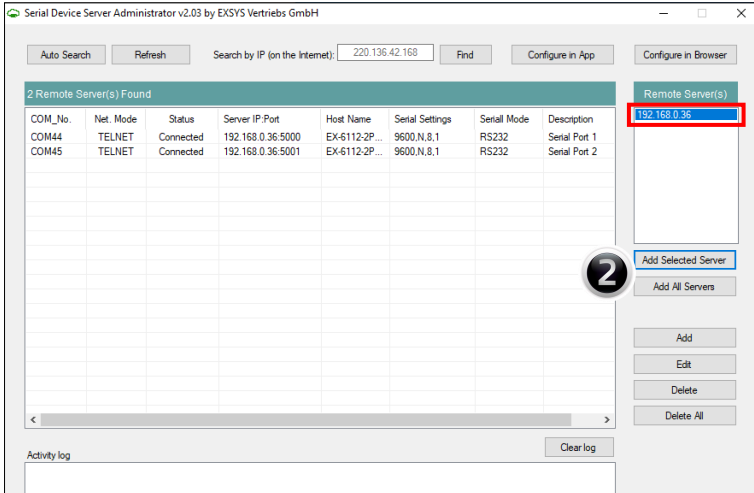 Serial Device Server Administrator v2.03 by EXSYS Vertriebs GmbH
Auto Search Refresh Search by IP (on the Internet): 220.136.42.168 Find Configure in App Configure in Browser
2 Remote Server(s) Found Remote Server(s)
COM_No. Net. Mode Status Server IP:Port Host Name Serial Settings Seriall Mode Description
192.168.0.36
COM44 TELNET Connected 192.168.0.36:5000 EX-6112-2P... 9600,N,8,1 RS232 Serial Port 1
COM45 TELNET Connected 192.168.0.36:5001 EX-6112-2P... 9600,N,8,1 RS232 Serial Port 2
2 Add Selected Server
Add All Servers
Add
Edit
Delete
Delete All
Activity log Clear log